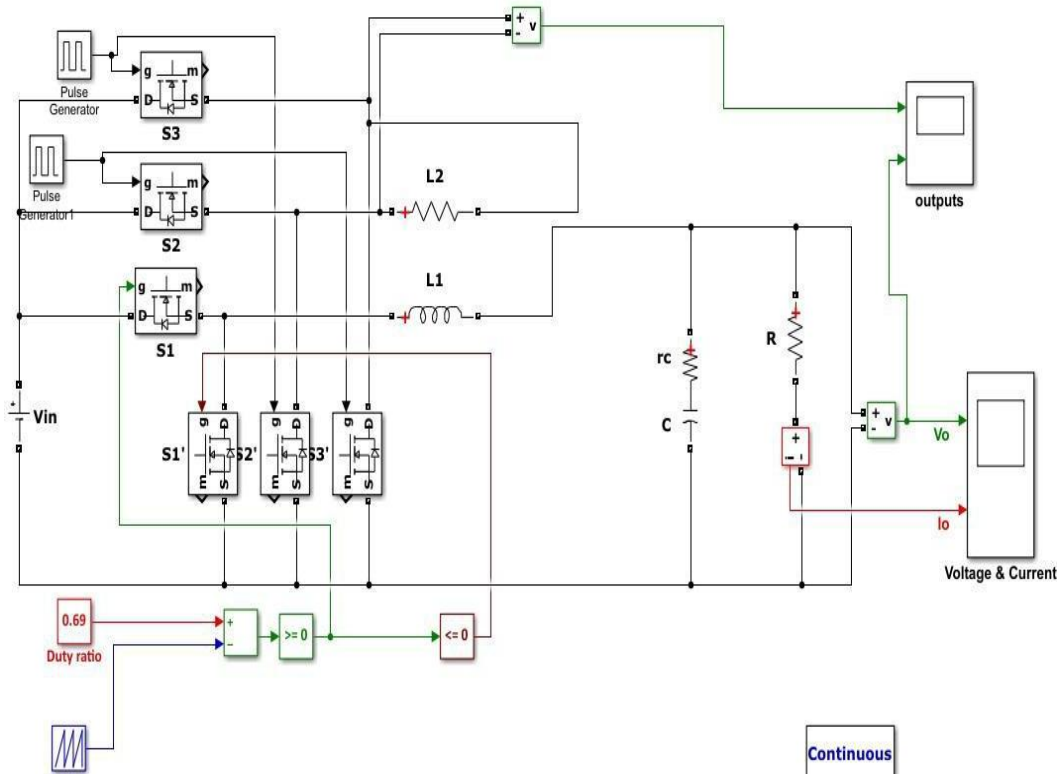 +
-
v
Pulse
Generator
g
m
D
S
S3
Pulse
Generator1
g
m
D
S
S2
L2
+
outputs
g
m
D
S
S1
L1
+
rc
+
R
+
C
Vin
+
S1'
g
D
m
S
S2'
g
D
m
S
S3'
g
D
m
S
+
-
v
Vo
Io
+
-
Voltage & Current
0.69
Duty ratio
+
-
>= 0
<= 0
Continuous